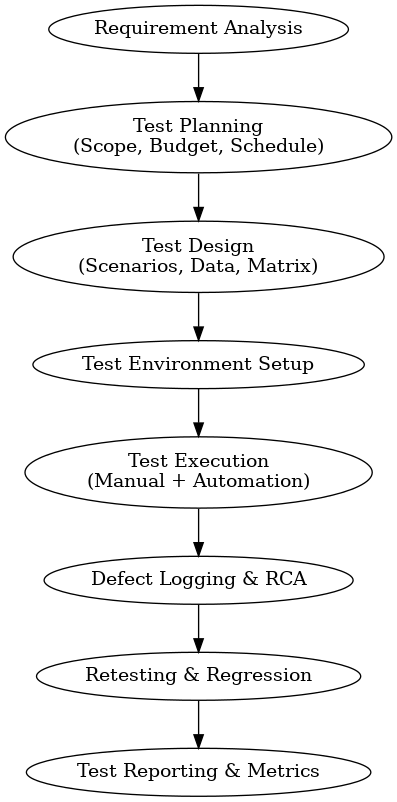 Requirement Analysis
Test Planning
(Scope, Budget, Schedule)
Test Design
(Scenarios, Data, Matrix)
Test Environment Setup
Test Execution
(Manual + Automation)
Defect Logging & RCA
Retesting & Regression
Test Reporting & Metrics